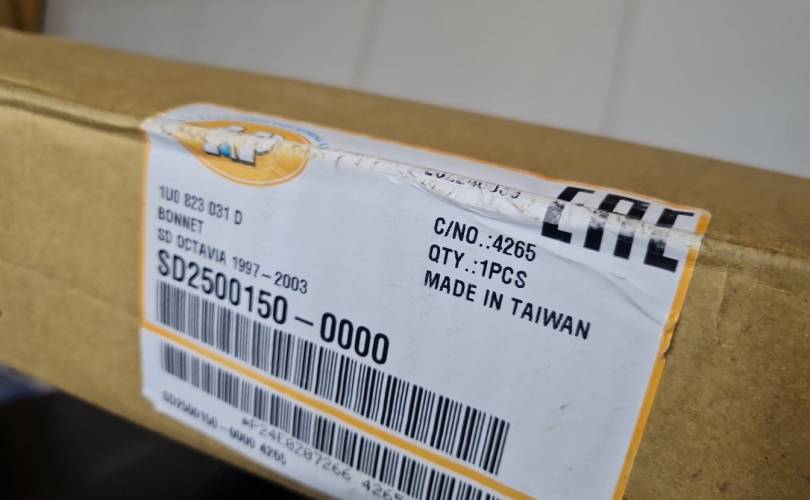 EAC
1U0 823 031 D
BONNET
SD OCTAVIA 1997-2003
SD2500150-0000
C/NO.:4265
QTY.:1PCS
MADE IN TAIWAN
SD2500150-0000 4265